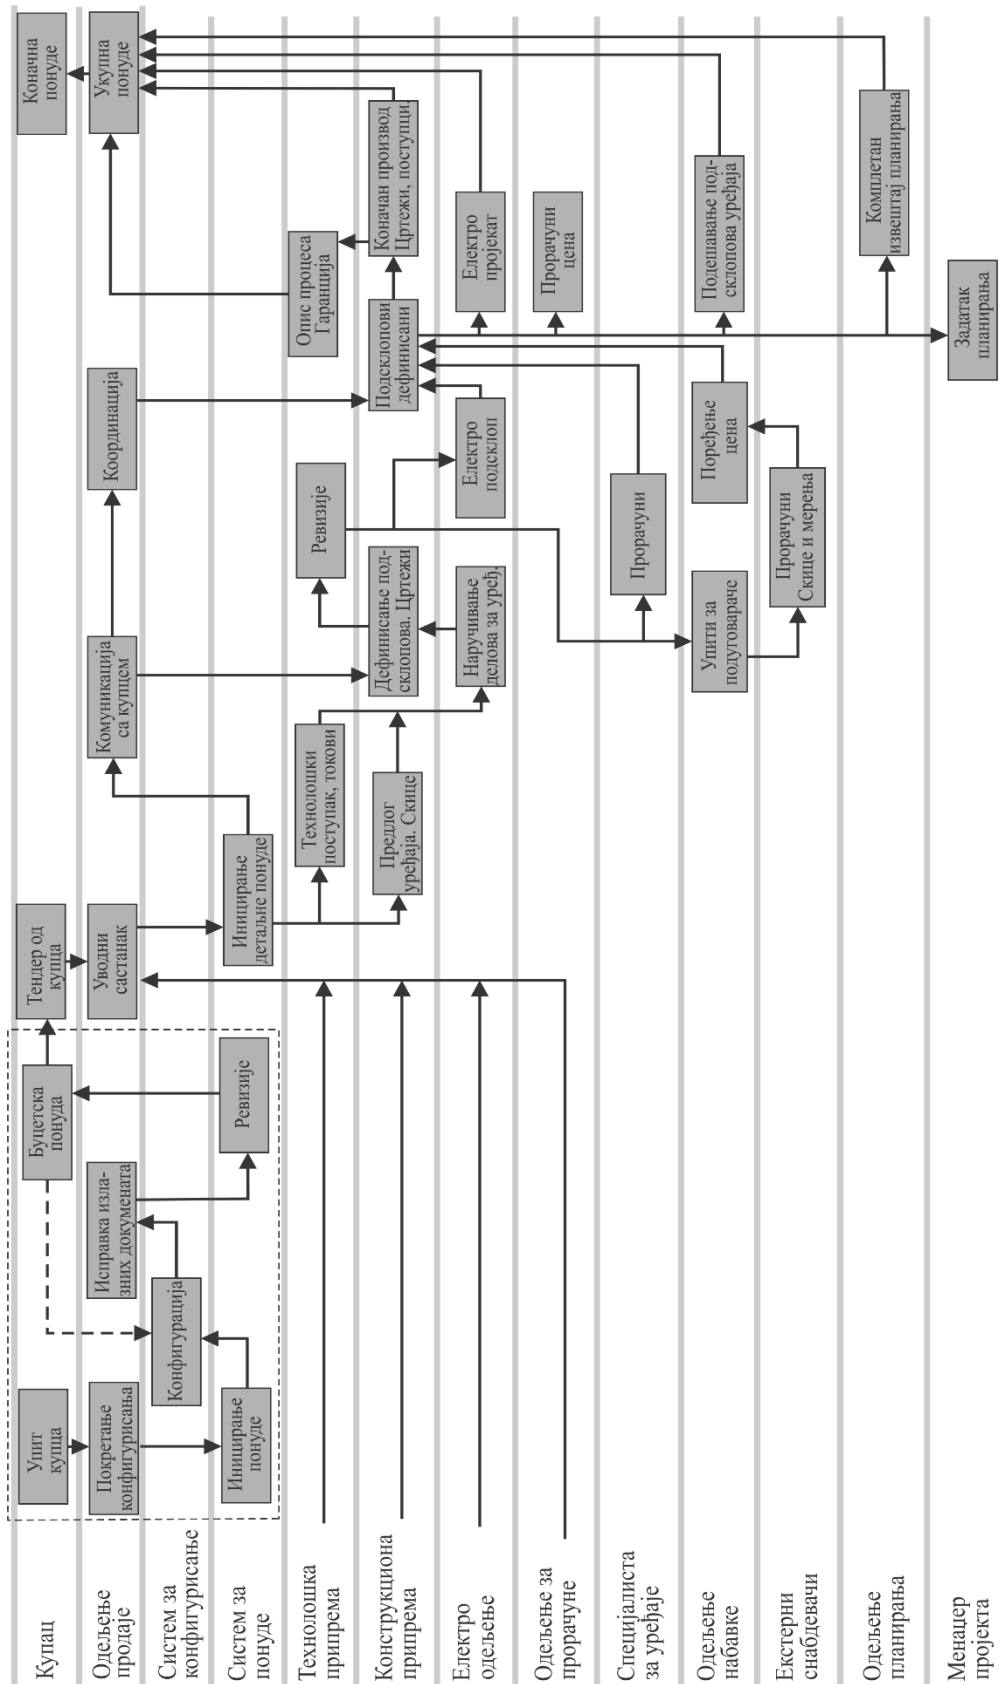 Купац
Упит
купца
Буџетска
понуда
Тендер од
купца
Коначна
понуде
Одељење
продаје
Покретање
конфигурисања
Исправка изла-
зних докумената
Уводни
састанак
Комуникација
са купцем
Координација
Укупна
понуде
Систем за
конфигурисање
Конфигурација
Систем за
понуде
Иницирање
понуде
Ревизије
Иницирање
детаљне понуде
Технолошка
припрема
Технолошки
поступак, токови
Ревизије
Опис процеса
Гаранција
Конструкциона
припрема
Предлог
уређаја. Скице
Дефинисање под-
склопова. Цртежи
Подсклопови
дефинисани
Коначан производ
Цртежи, поступци,
Електро
одељење
Наручивање
делова за уређ.
Електро
подсклоп
Електро
пројекат
Одељење за
прорачуне
Прорачуни
цена
Специјалиста
за уређаје
Прорачуни
Одељење
набавке
Упити за
подуговараче
Поређење
цена
Подешавање под-
склопова уређаја
Екстерни
снабдевачи
Прорачуни
Скице и мерења
Одељење
планирања
Комплетан
извештај планирања
Менаџер
пројекта
Задатак
планирања